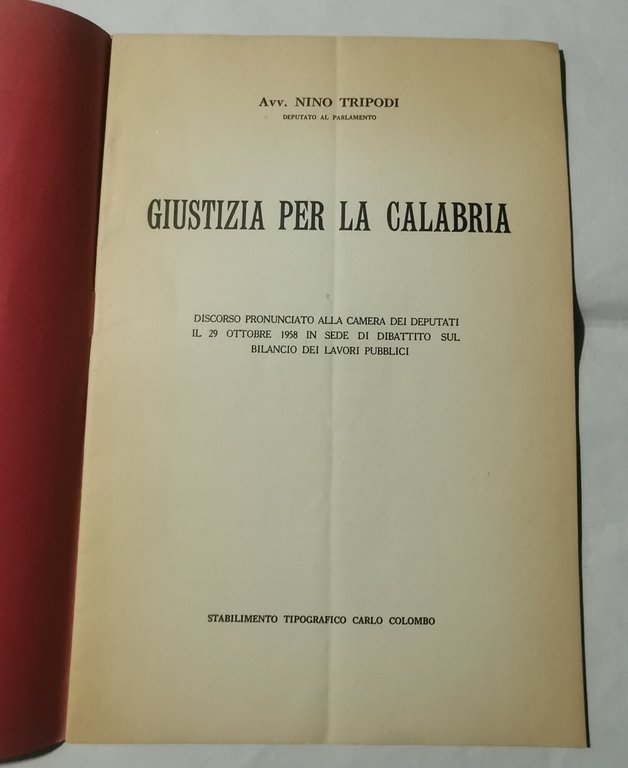 Avv. NINO TRIPODI
DEPUTATO AL PARLAMENTO
GIUSTIZIA PER LA CALABRIA
DISCORSO PRONUNCIATO ALLA CAMERA DEI DEPUTATI
IL 29 OTTOBRE 1958 IN SEDE DI DIBATTITO SUL
BILANCIO DEI LAVORI PUBBLICI
STABILIMENTO TIPOGRAFICO CARLO COLOMBO